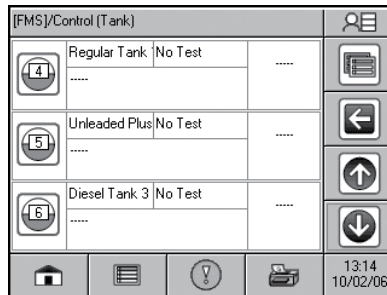 [FMS]/Control (Tank)
4 Regular Tank No Test -----
-----
5 Unleaded Plus No Test -----
-----
6 Diesel Tank 3 No Test -----
-----
13:14
10/02/06